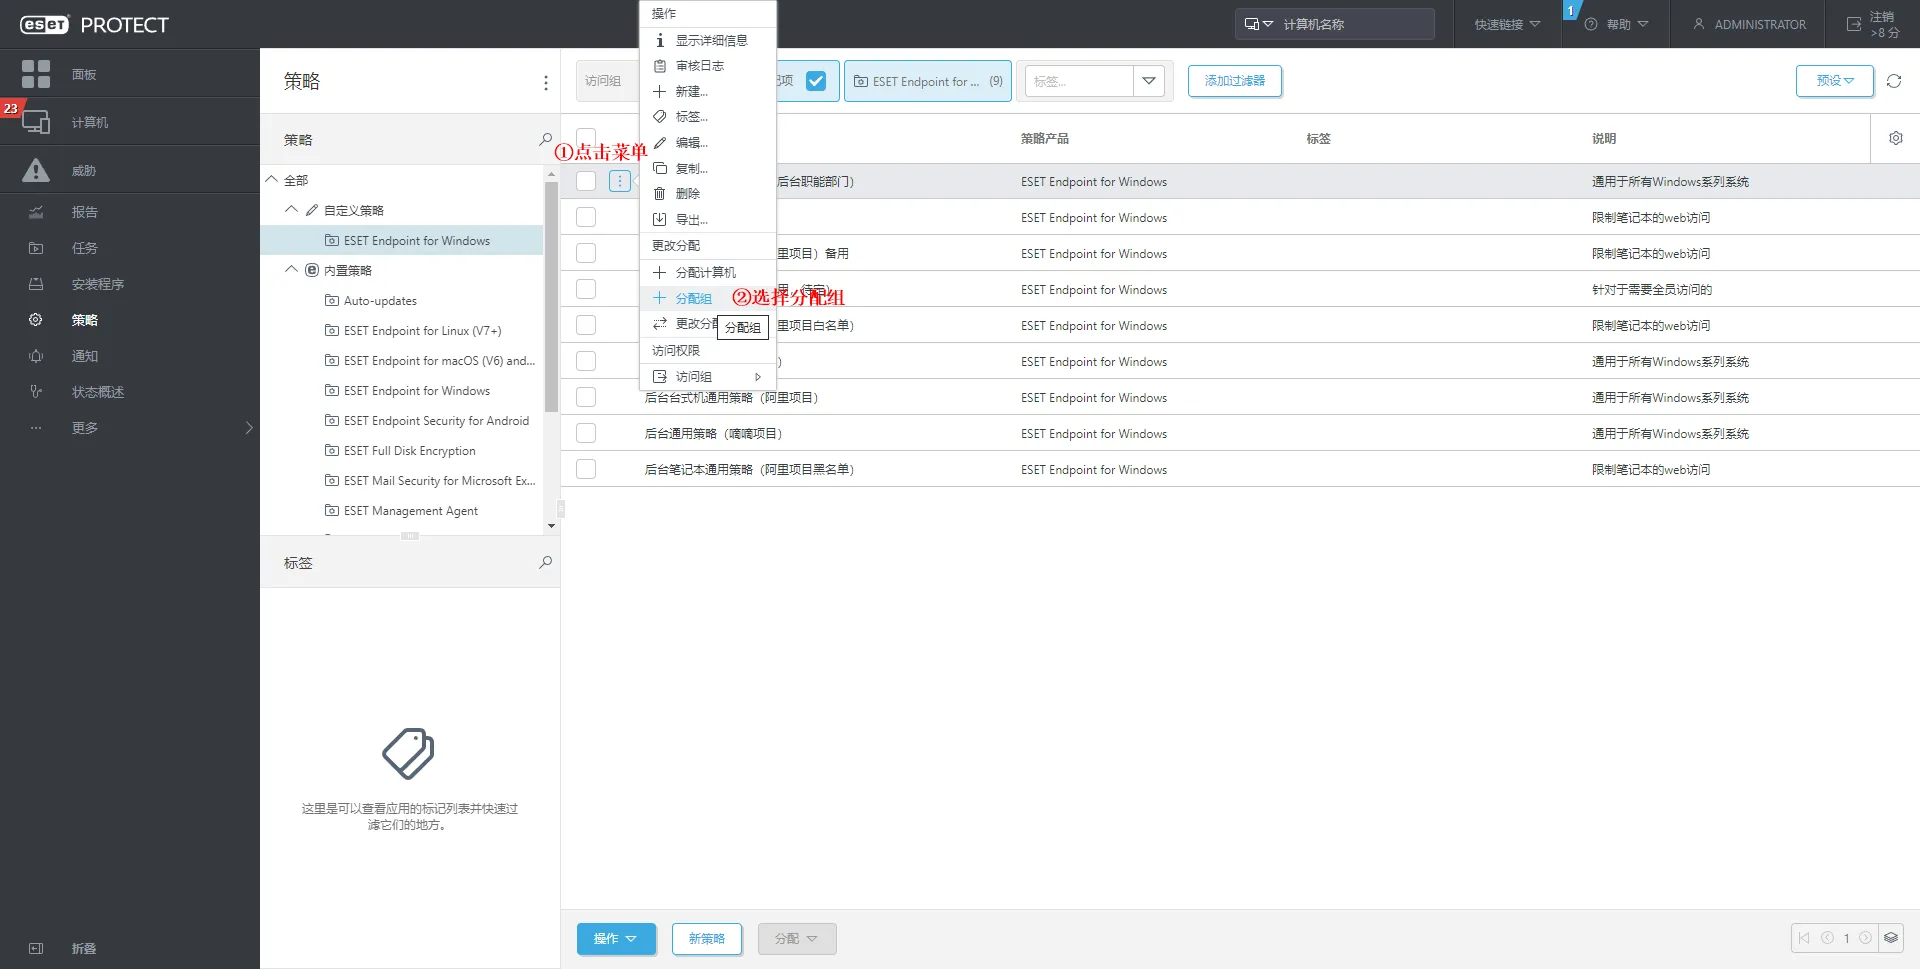 eset PROTECT
计算机名称
快速链接
1
帮助
ADMINISTRATOR
注销
>8 分
面板
23
计算机
威胁
报告
任务
安装程序
策略
通知
状态概述
更多
折叠
策略
策略
全部
自定义策略
ESET Endpoint for Windows
内置策略
Auto-updates
ESET Endpoint for Linux (V7+)
ESET Endpoint for macOS (V6) and...
ESET Endpoint for Windows
ESET Endpoint Security for Android
ESET Full Disk Encryption
ESET Mail Security for Microsoft Ex...
ESET Management Agent
标签
这里是可以查看应用的标记列表并快速过
滤它们的地方。
访问组
ESET Endpoint for ... (9)
标签...
添加过滤器
预设
①点击菜单
操作
显示详细信息
审核日志
新建...
标签...
编辑...
复制...
删除
导出...
更改分配
分配计算机
分配组
②选择分配组
更改分配
分配组
访问权限
访问组
策略产品 标签 说明
后台职能部门） ESET Endpoint for Windows 通用于所有Windows系列系统
ESET Endpoint for Windows 限制笔记本的web访问
里项目）备用 ESET Endpoint for Windows 限制笔记本的web访问
ESET Endpoint for Windows 针对于需要全员访问的
里项目白名单） ESET Endpoint for Windows 限制笔记本的web访问
） ESET Endpoint for Windows 通用于所有Windows系列系统
后台台式机通用策略（阿里项目） ESET Endpoint for Windows 通用于所有Windows系列系统
后台通用策略（嘀嘀项目） ESET Endpoint for Windows 通用于所有Windows系列系统
后台笔记本通用策略（阿里项目黑名单） ESET Endpoint for Windows 限制笔记本的web访问
操作
新策略
分配
1